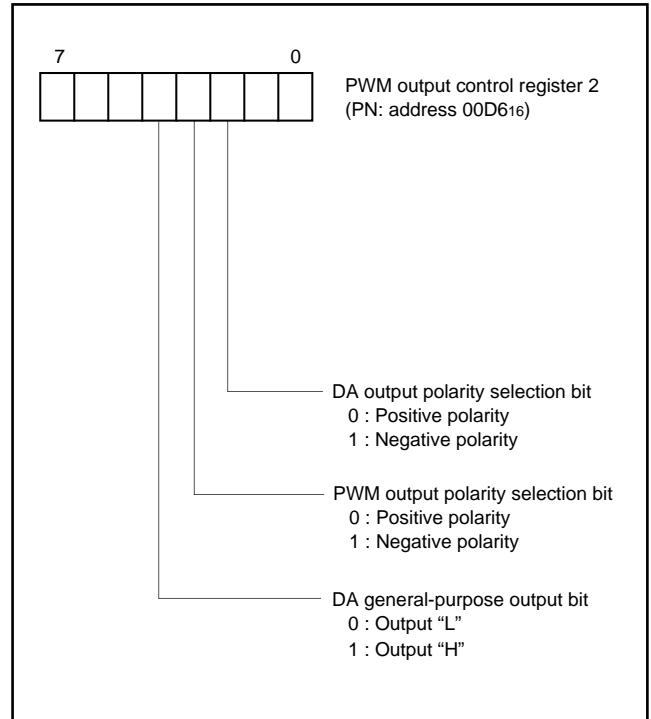 7 0
PWM output control register 2
(PN: address 00D616)
DA output polarity selection bit
0 : Positive polarity
1 : Negative polarity
PWM output polarity selection bit
0 : Positive polarity
1 : Negative polarity
DA general-purpose output bit
0 : Output “L”
1 : Output “H”